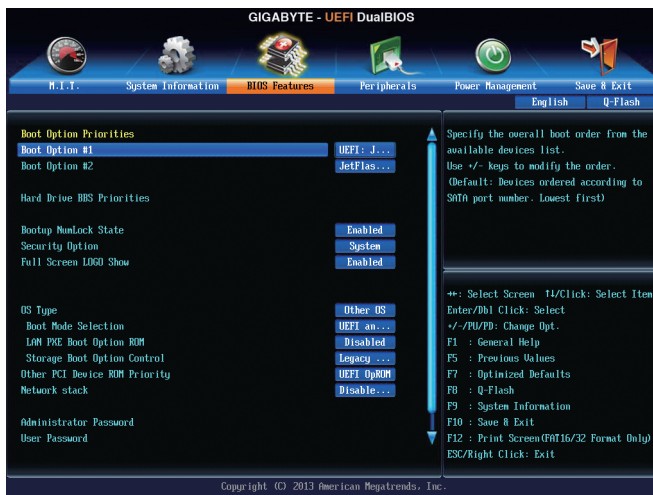 GIGABYTE - UEFI DualBIOS
M.I.T.
System Information
BIOS Features
Peripherals
Power Management
Save & Exit
English
Q-Flash
Boot Option Priorities
Boot Option #1 UEFI: J...
Boot Option #2 JetFlas...
Hard Drive BBS Priorities
Bootup NumLock State Enabled
Security Option System
Full Screen LOGO Show Enabled
OS Type Other OS
Boot Mode Selection UEFI an...
LAN PXE Boot Option ROM Disabled
Storage Boot Option Control Legacy ...
Other PCI Device ROM Priority UEFI OpROM
Network stack Disable...
Administrator Password
User Password
Specify the overall boot order from the
available devices list.
Use +/- keys to modify the order.
(Default: Devices ordered according to
SATA port number. Lowest first)
→←: Select Screen ↑↓/Click: Select Item
Enter/Dbl Click: Select
+/-/PU/PD: Change Opt.
F1 : General Help
F5 : Previous Values
F7 : Optimized Defaults
F8 : Q-Flash
F9 : System Information
F10 : Save & Exit
F12 : Print Screen(FAT16/32 Format Only)
ESC/Right Click: Exit
Copyright (C) 2013 American Megatrends, Inc.